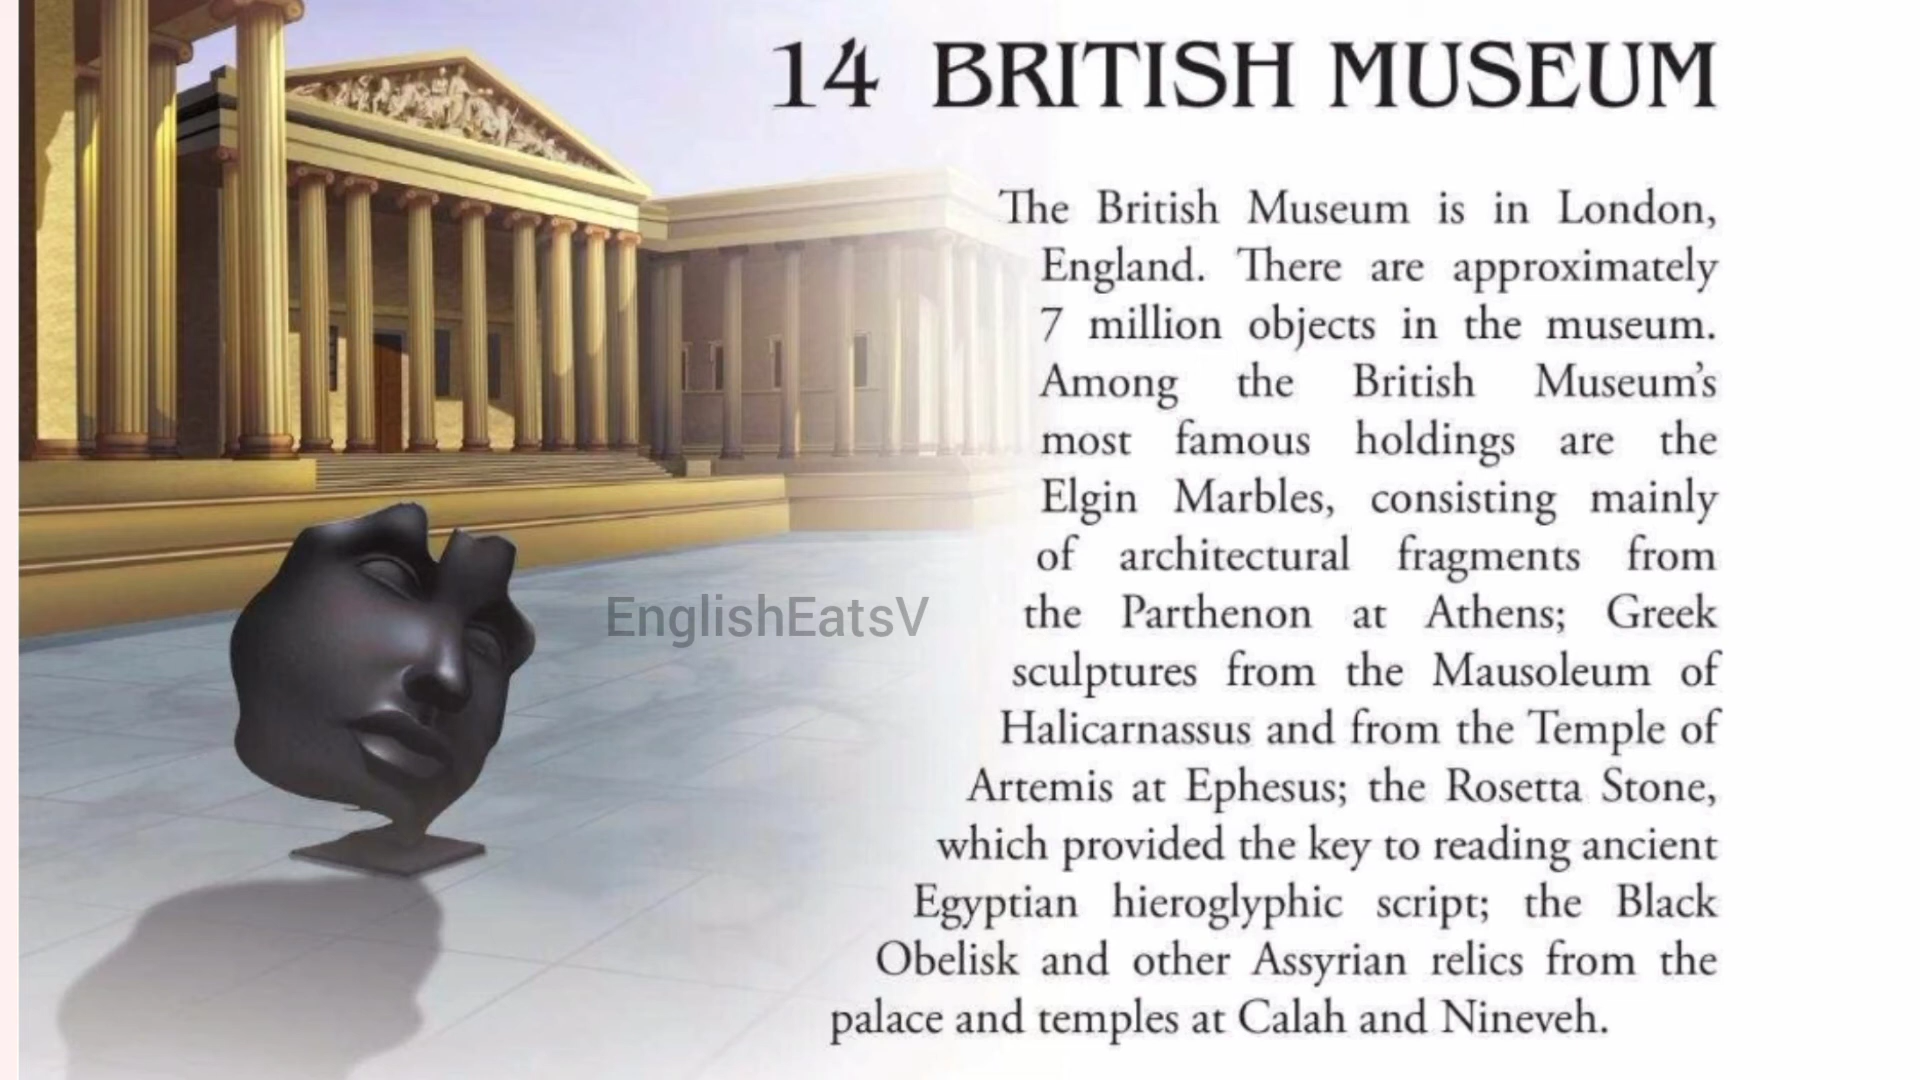 14 BRITISH MUSEUM
The British Museum is in London,
England. There are approximately
7 million objects in the museum.
Among the British Museum's
most famous holdings are the
Elgin Marbles, consisting mainly
of architectural fragments from
the Parthenon at Athens; Greek
sculptures from the Mausoleum of
Halicarnassus and from the Temple of
Artemis at Ephesus; the Rosetta Stone,
which provided the key to reading ancient
Egyptian hieroglyphic script; the Black
Obelisk and other Assyrian relics from the
palace and temples at Calah and Nineveh.
EnglishEatsV